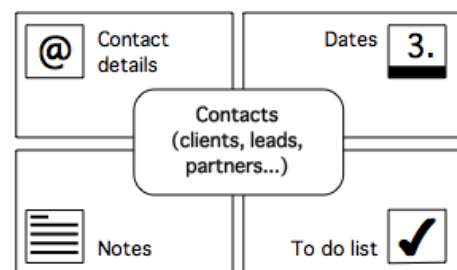 @
Contact
details
Dates
3.
Contacts
(clients, leads,
partners...)
Notes
To do list